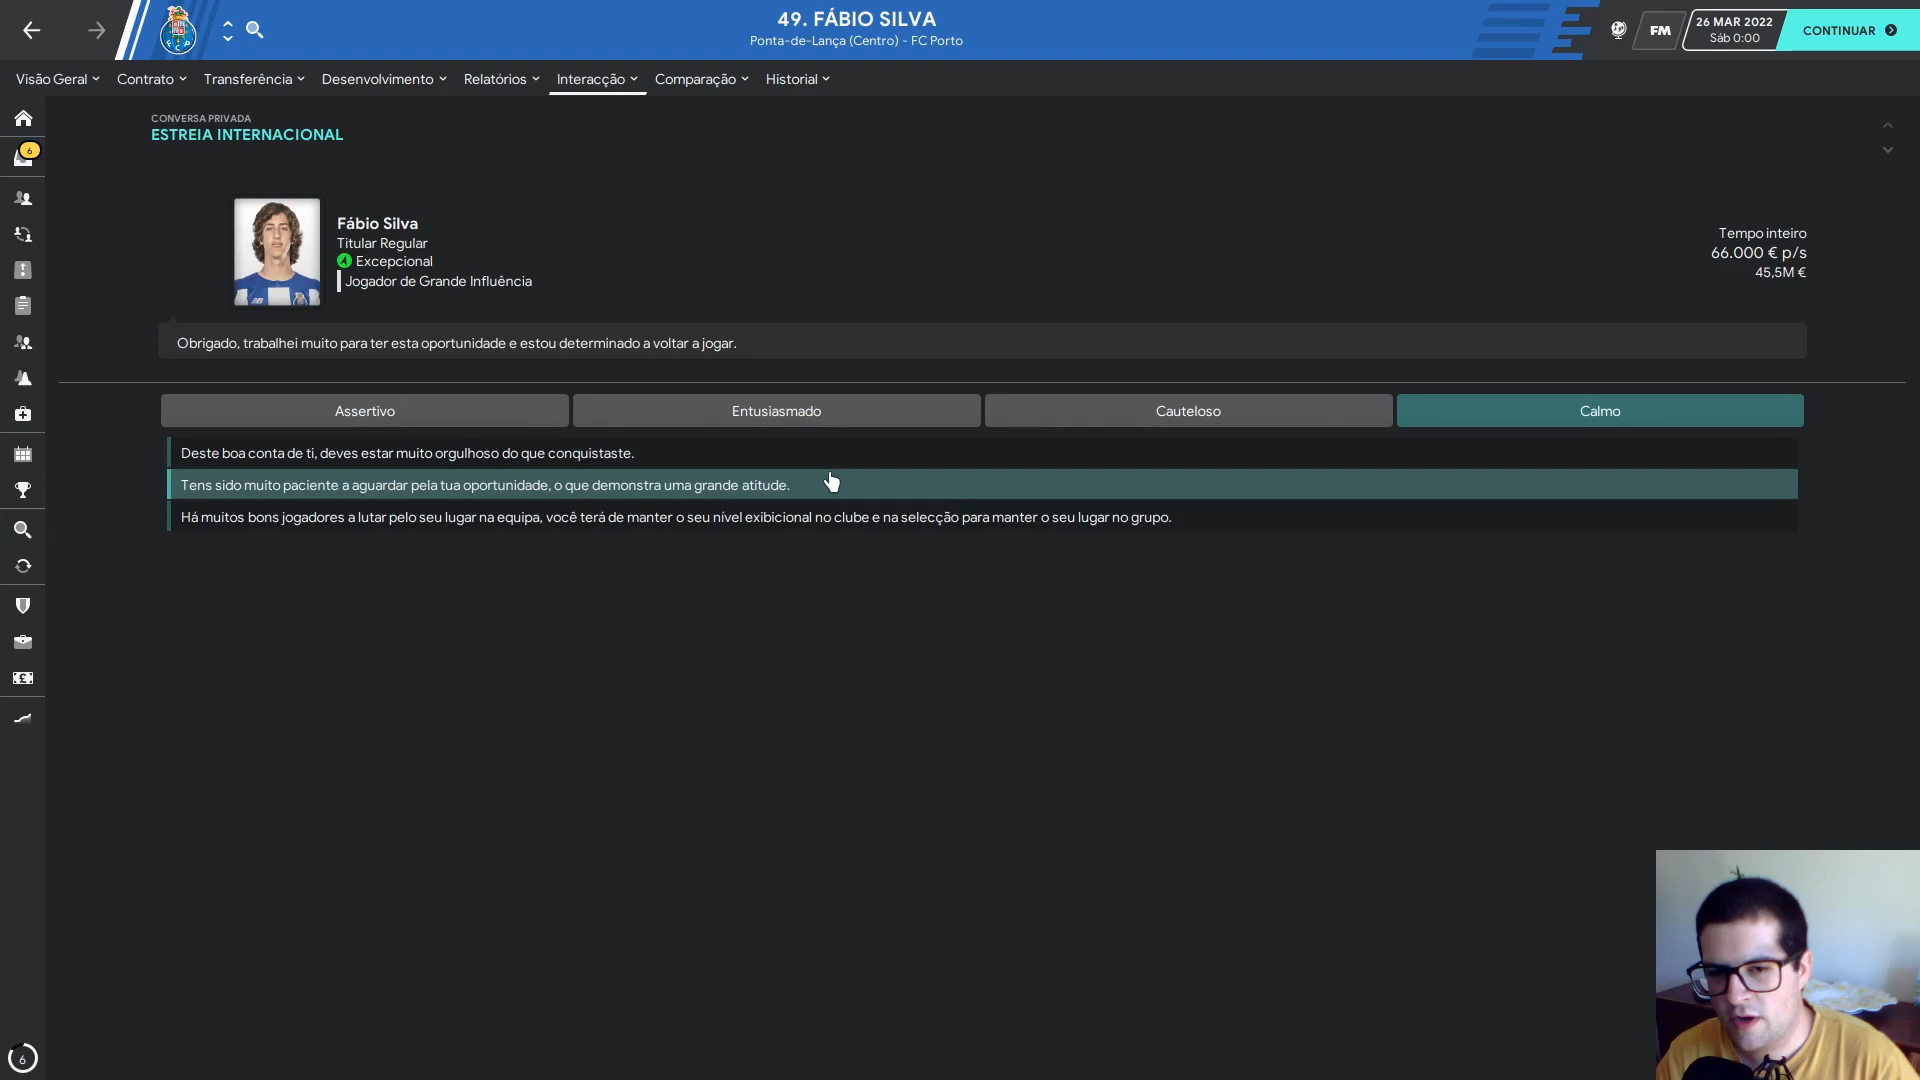 49. FÁBIO SILVA
Ponta-de-Lança (Centro) - FC Porto
FM
26 MAR 2022
Sáb 0:00
CONTINUAR
Visão Geral
Contrato
Transferência
Desenvolvimento
Relatórios
Interacção
Comparação
Historial
CONVERSA PRIVADA
ESTREIA INTERNACIONAL
6
Fábio Silva
Titular Regular
Excepcional
Jogador de Grande Influência
Tempo inteiro
66.000 € p/s
45,5M €
Obrigado, trabalhei muito para ter esta oportunidade e estou determinado a voltar a jogar.
Assertivo
Entusiasmado
Cauteloso
Calmo
Deste boa conta de ti, deves estar muito orgulhoso do que conquistaste.
Tens sido muito paciente a aguardar pela tua oportunidade, o que demonstra uma grande atitude.
Há muitos bons jogadores a lutar pelo seu lugar na equipa, você terá de manter o seu nível exibicional no clube e na selecção para manter o seu lugar no grupo.
6